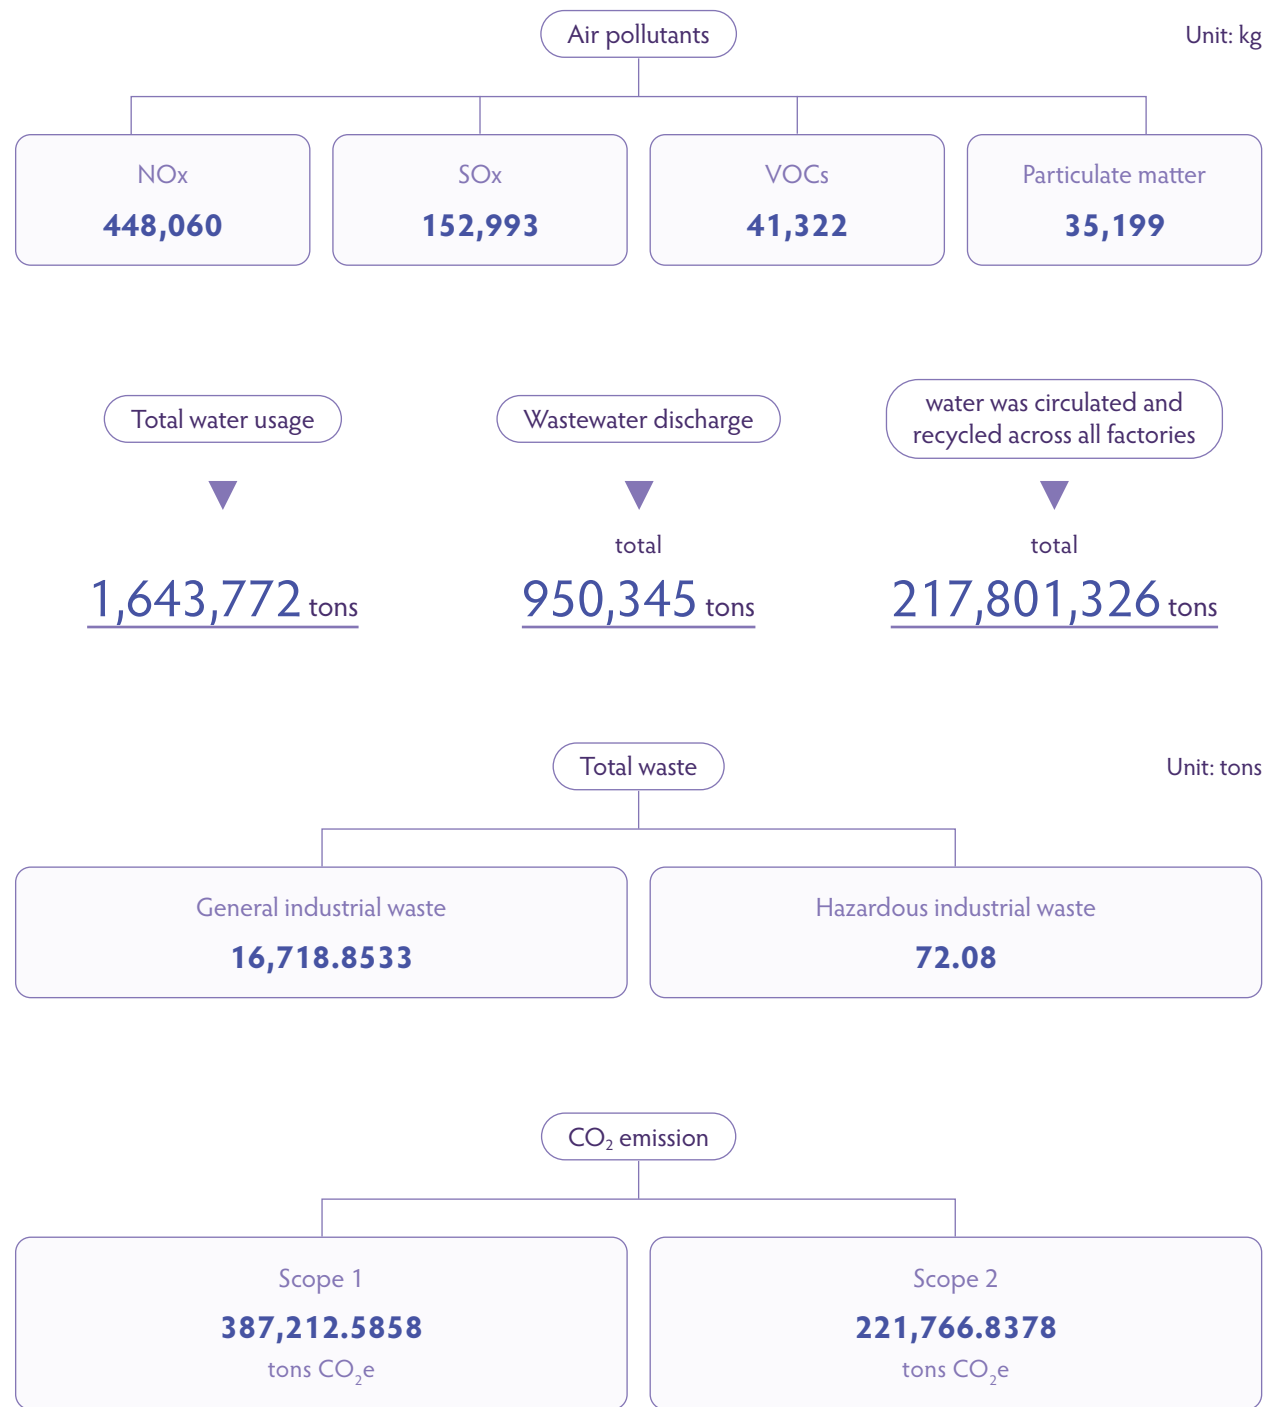 Air pollutants
Unit: kg
NOx
448,060
SOx
152,993
VOCs
41,322
Particulate matter
35,199
Total water usage
1,643,772 tons
Wastewater discharge
total
950,345 tons
water was circulated and
recycled across all factories
total
217,801,326 tons
Total waste
Unit: tons
General industrial waste
16,718.8533
Hazardous industrial waste
72.08
CO₂ emission
Scope 1
387,212.5858
tons CO₂e
Scope 2
221,766.8378
tons CO₂e